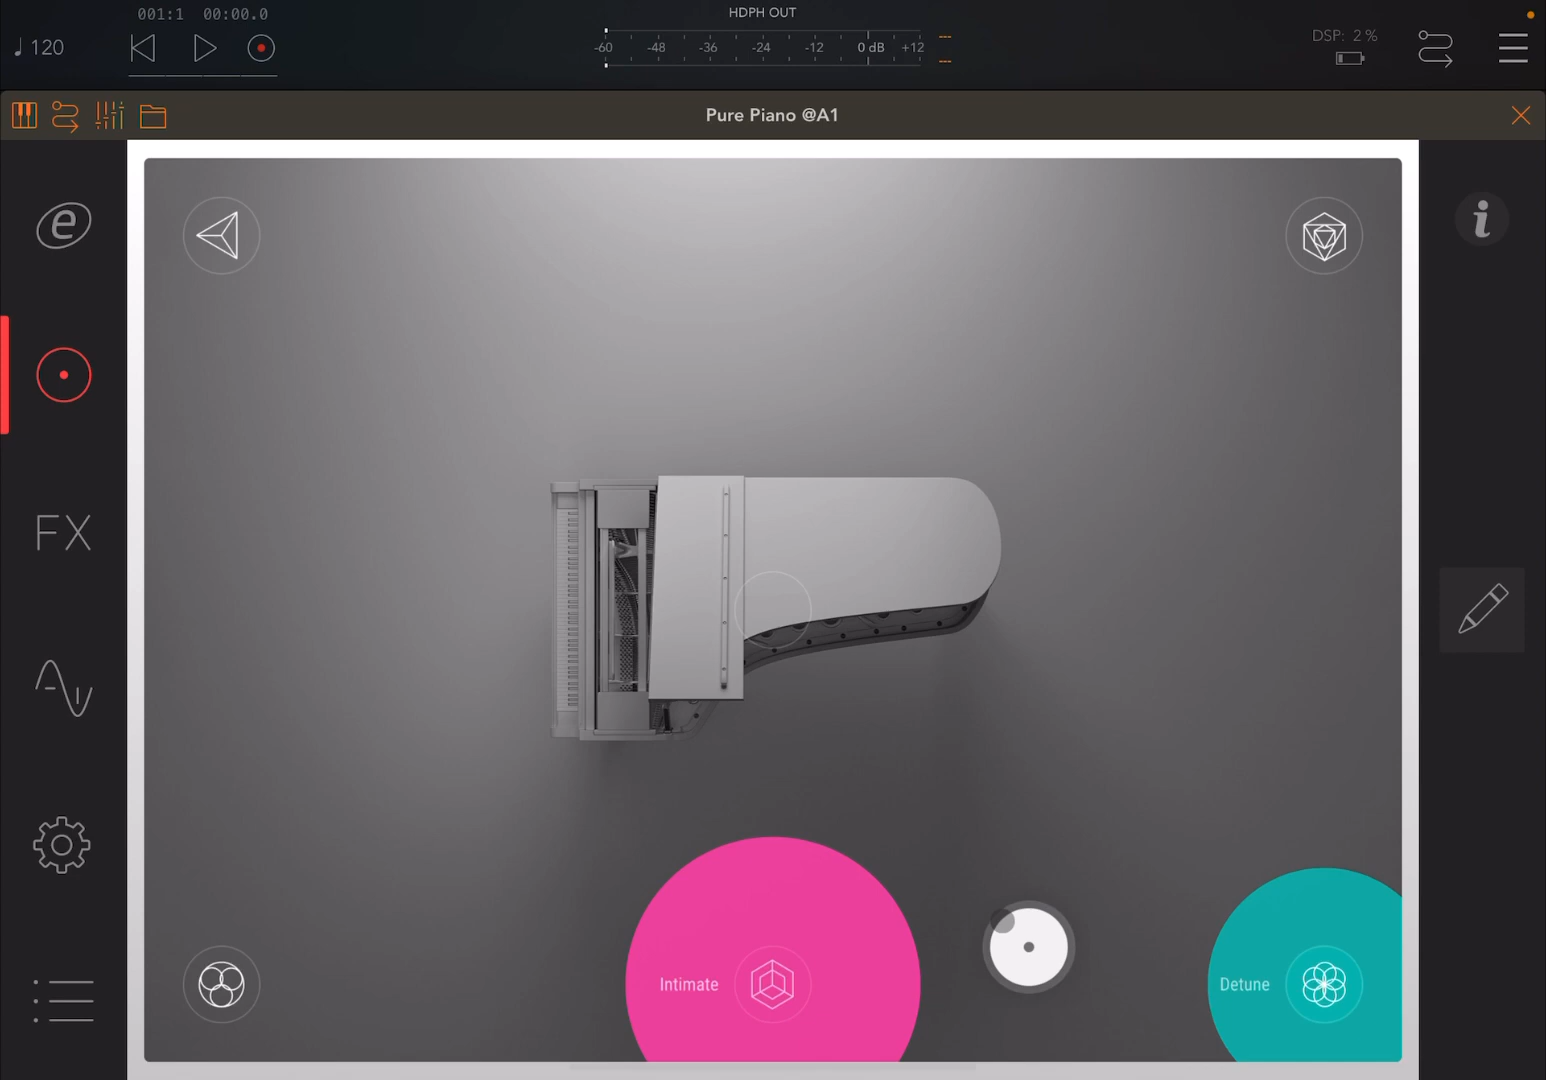 001:1 00:00.0
120
HDPH OUT
-60 -48 -36 -24 -12 0 dB +12
---
---
DSP: 2 %
Pure Piano @A1
e
i
FX
Intimate
Detune